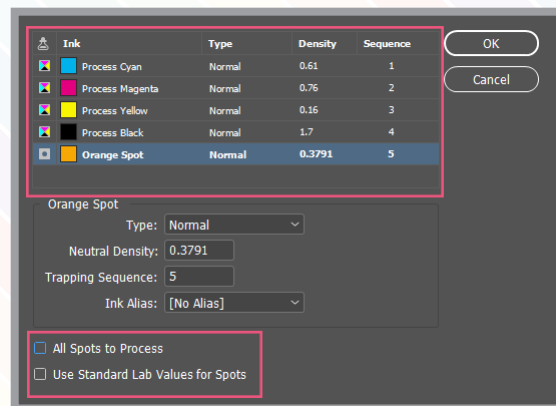 Ink Type Density Sequence
Process Cyan Normal 0.61 1
Process Magenta Normal 0.76 2
Process Yellow Normal 0.16 3
Process Black Normal 1.7 4
Orange Spot Normal 0.3791 5
OK
Cancel
Orange Spot
Type: Normal
Neutral Density: 0.3791
Trapping Sequence: 5
Ink Alias: [No Alias]
All Spots to Process
Use Standard Lab Values for Spots